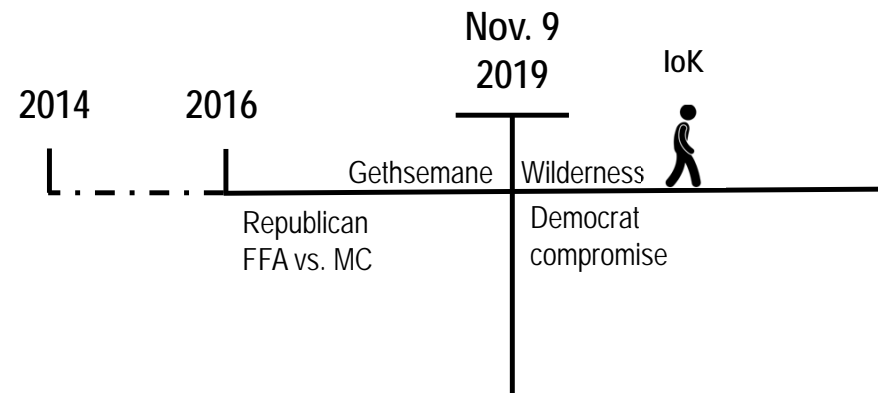 Nov. 9
2019
IoK
2014
2016
Gethsemane
Wilderness
Republican
FFA vs. MC
Democrat
compromise